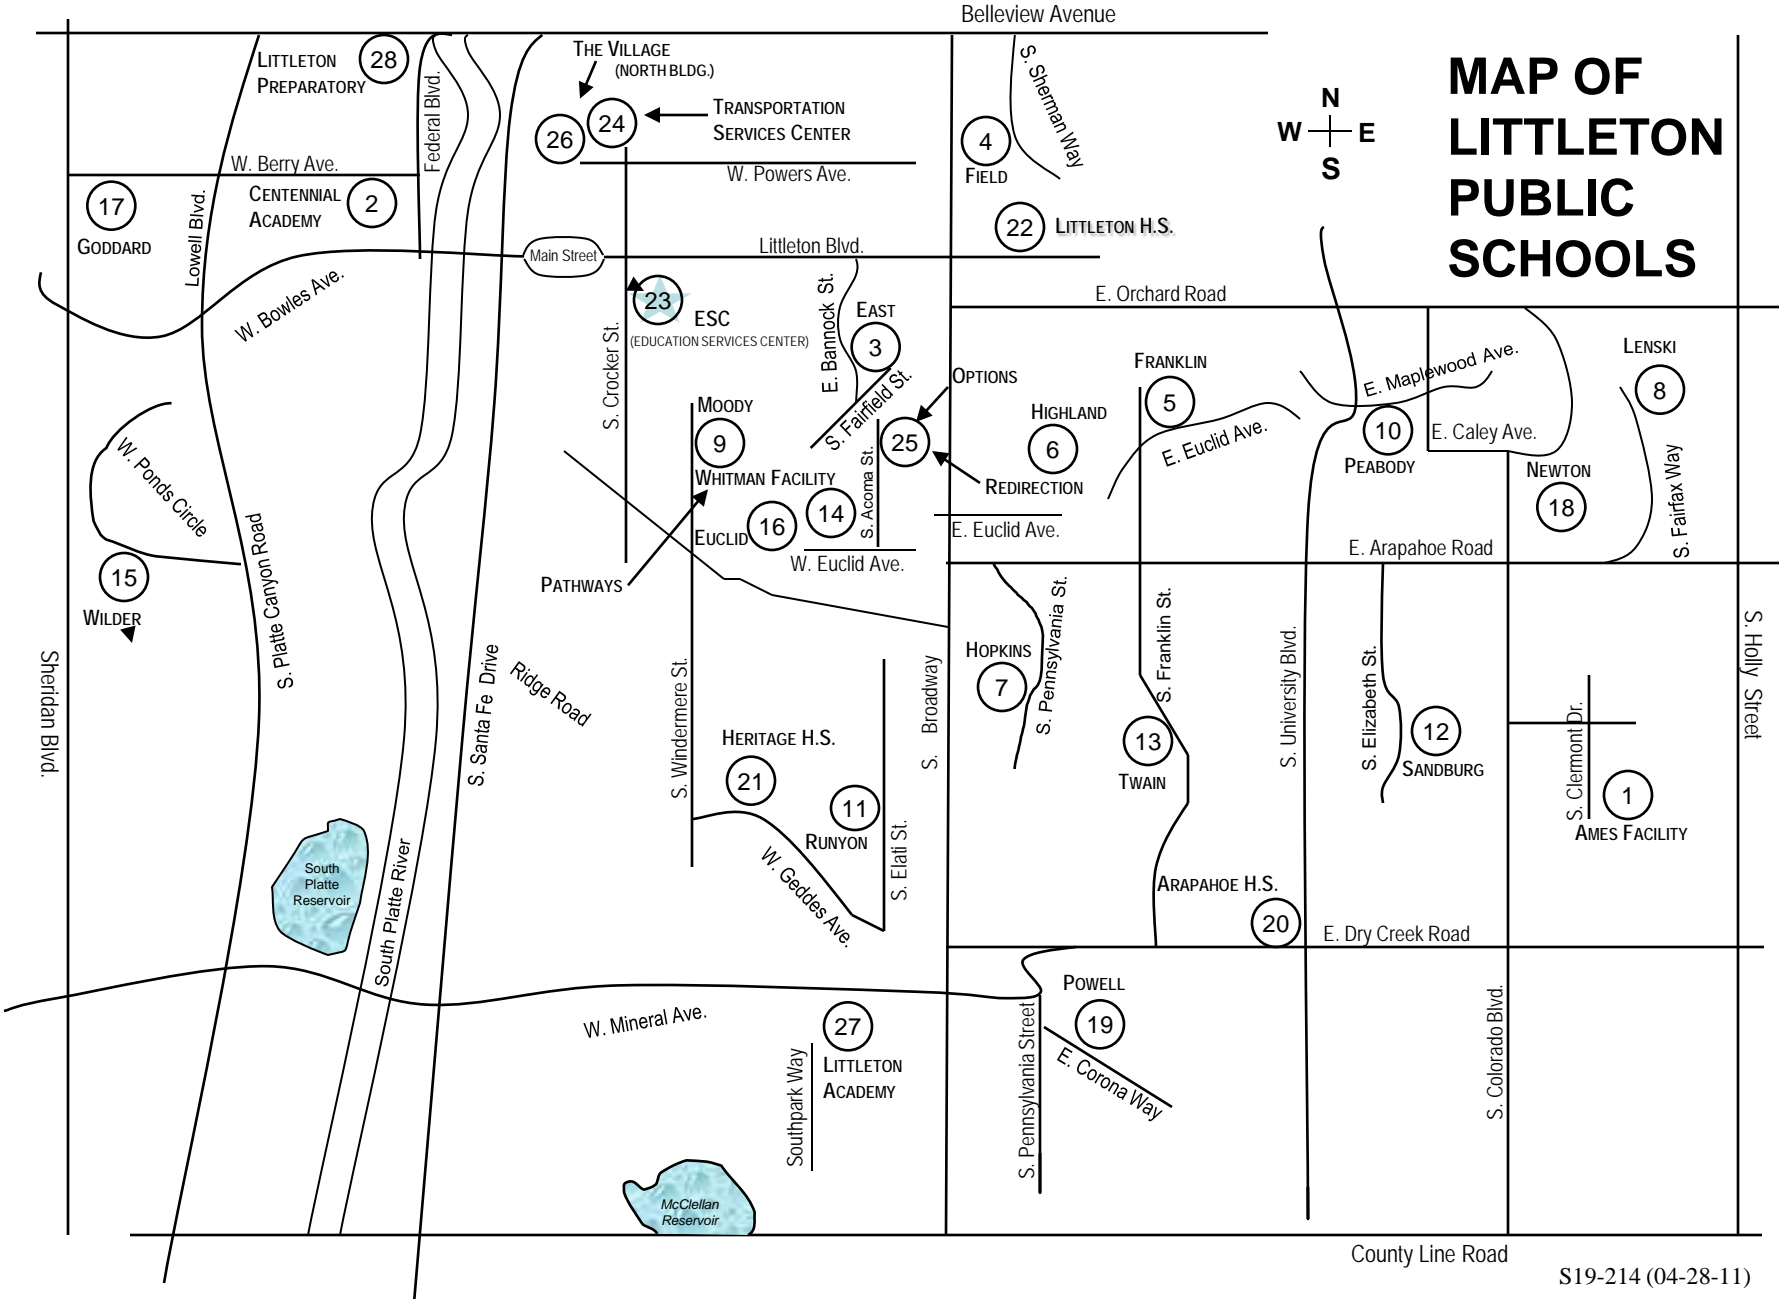 Belleview Avenue
MAP OF
LITTLETON
PUBLIC
SCHOOLS
N
W E
S
LITTLETON
PREPARATORY
28
Federal Blvd.
THE VILLAGE
(NORTH BLDG.)
26
24
TRANSPORTATION
SERVICES CENTER
W. Powers Ave.
S. Sherman Way
4
FIELD
22
LITTLETON H.S.
W. Berry Ave.
17
GODDARD
Lowell Blvd.
CENTENNIAL
ACADEMY
2
Main Street
Littleton Blvd.
W. Bowles Ave.
23
ESC
(EDUCATION SERVICES CENTER)
S. Crocker St.
E. Bannock St.
EAST
3
S. Fairfield St.
E. Orchard Road
OPTIONS
25
REDIRECTION
HIGHLAND
6
FRANKLIN
5
E. Euclid Ave.
E. Maplewood Ave.
10
PEABODY
E. Caley Ave.
LENSKI
8
NEWTON
18
S. Fairfax Way
MOODY
9
WHITMAN FACILITY
EUCLID
16
14
S. Acoma St.
W. Euclid Ave.
E. Euclid Ave.
E. Arapahoe Road
PATHWAYS
W. Ponds Circle
15
WILDER
S. Platte Canyon Road
Sheridan Blvd.
S. Santa Fe Drive
Ridge Road
S. Windermere St.
HERITAGE H.S.
21
11
RUNYON
S. Elati St.
W. Geddes Ave.
S. Broadway
HOPKINS
7
S. Pennsylvania St.
S. Franklin St.
13
TWAIN
S. University Blvd.
S. Elizabeth St.
12
SANDBURG
S. Clermont Dr.
1
AMES FACILITY
S. Holly Street
South
Platte
Reservoir
South Platte River
ARAPAHOE H.S.
20
E. Dry Creek Road
W. Mineral Ave.
27
LITTLETON
ACADEMY
Southpark Way
S. Pennsylvania Street
POWELL
19
E. Corona Way
S. Colorado Blvd.
McClellan
Reservoir
County Line Road
S19-214 (04-28-11)